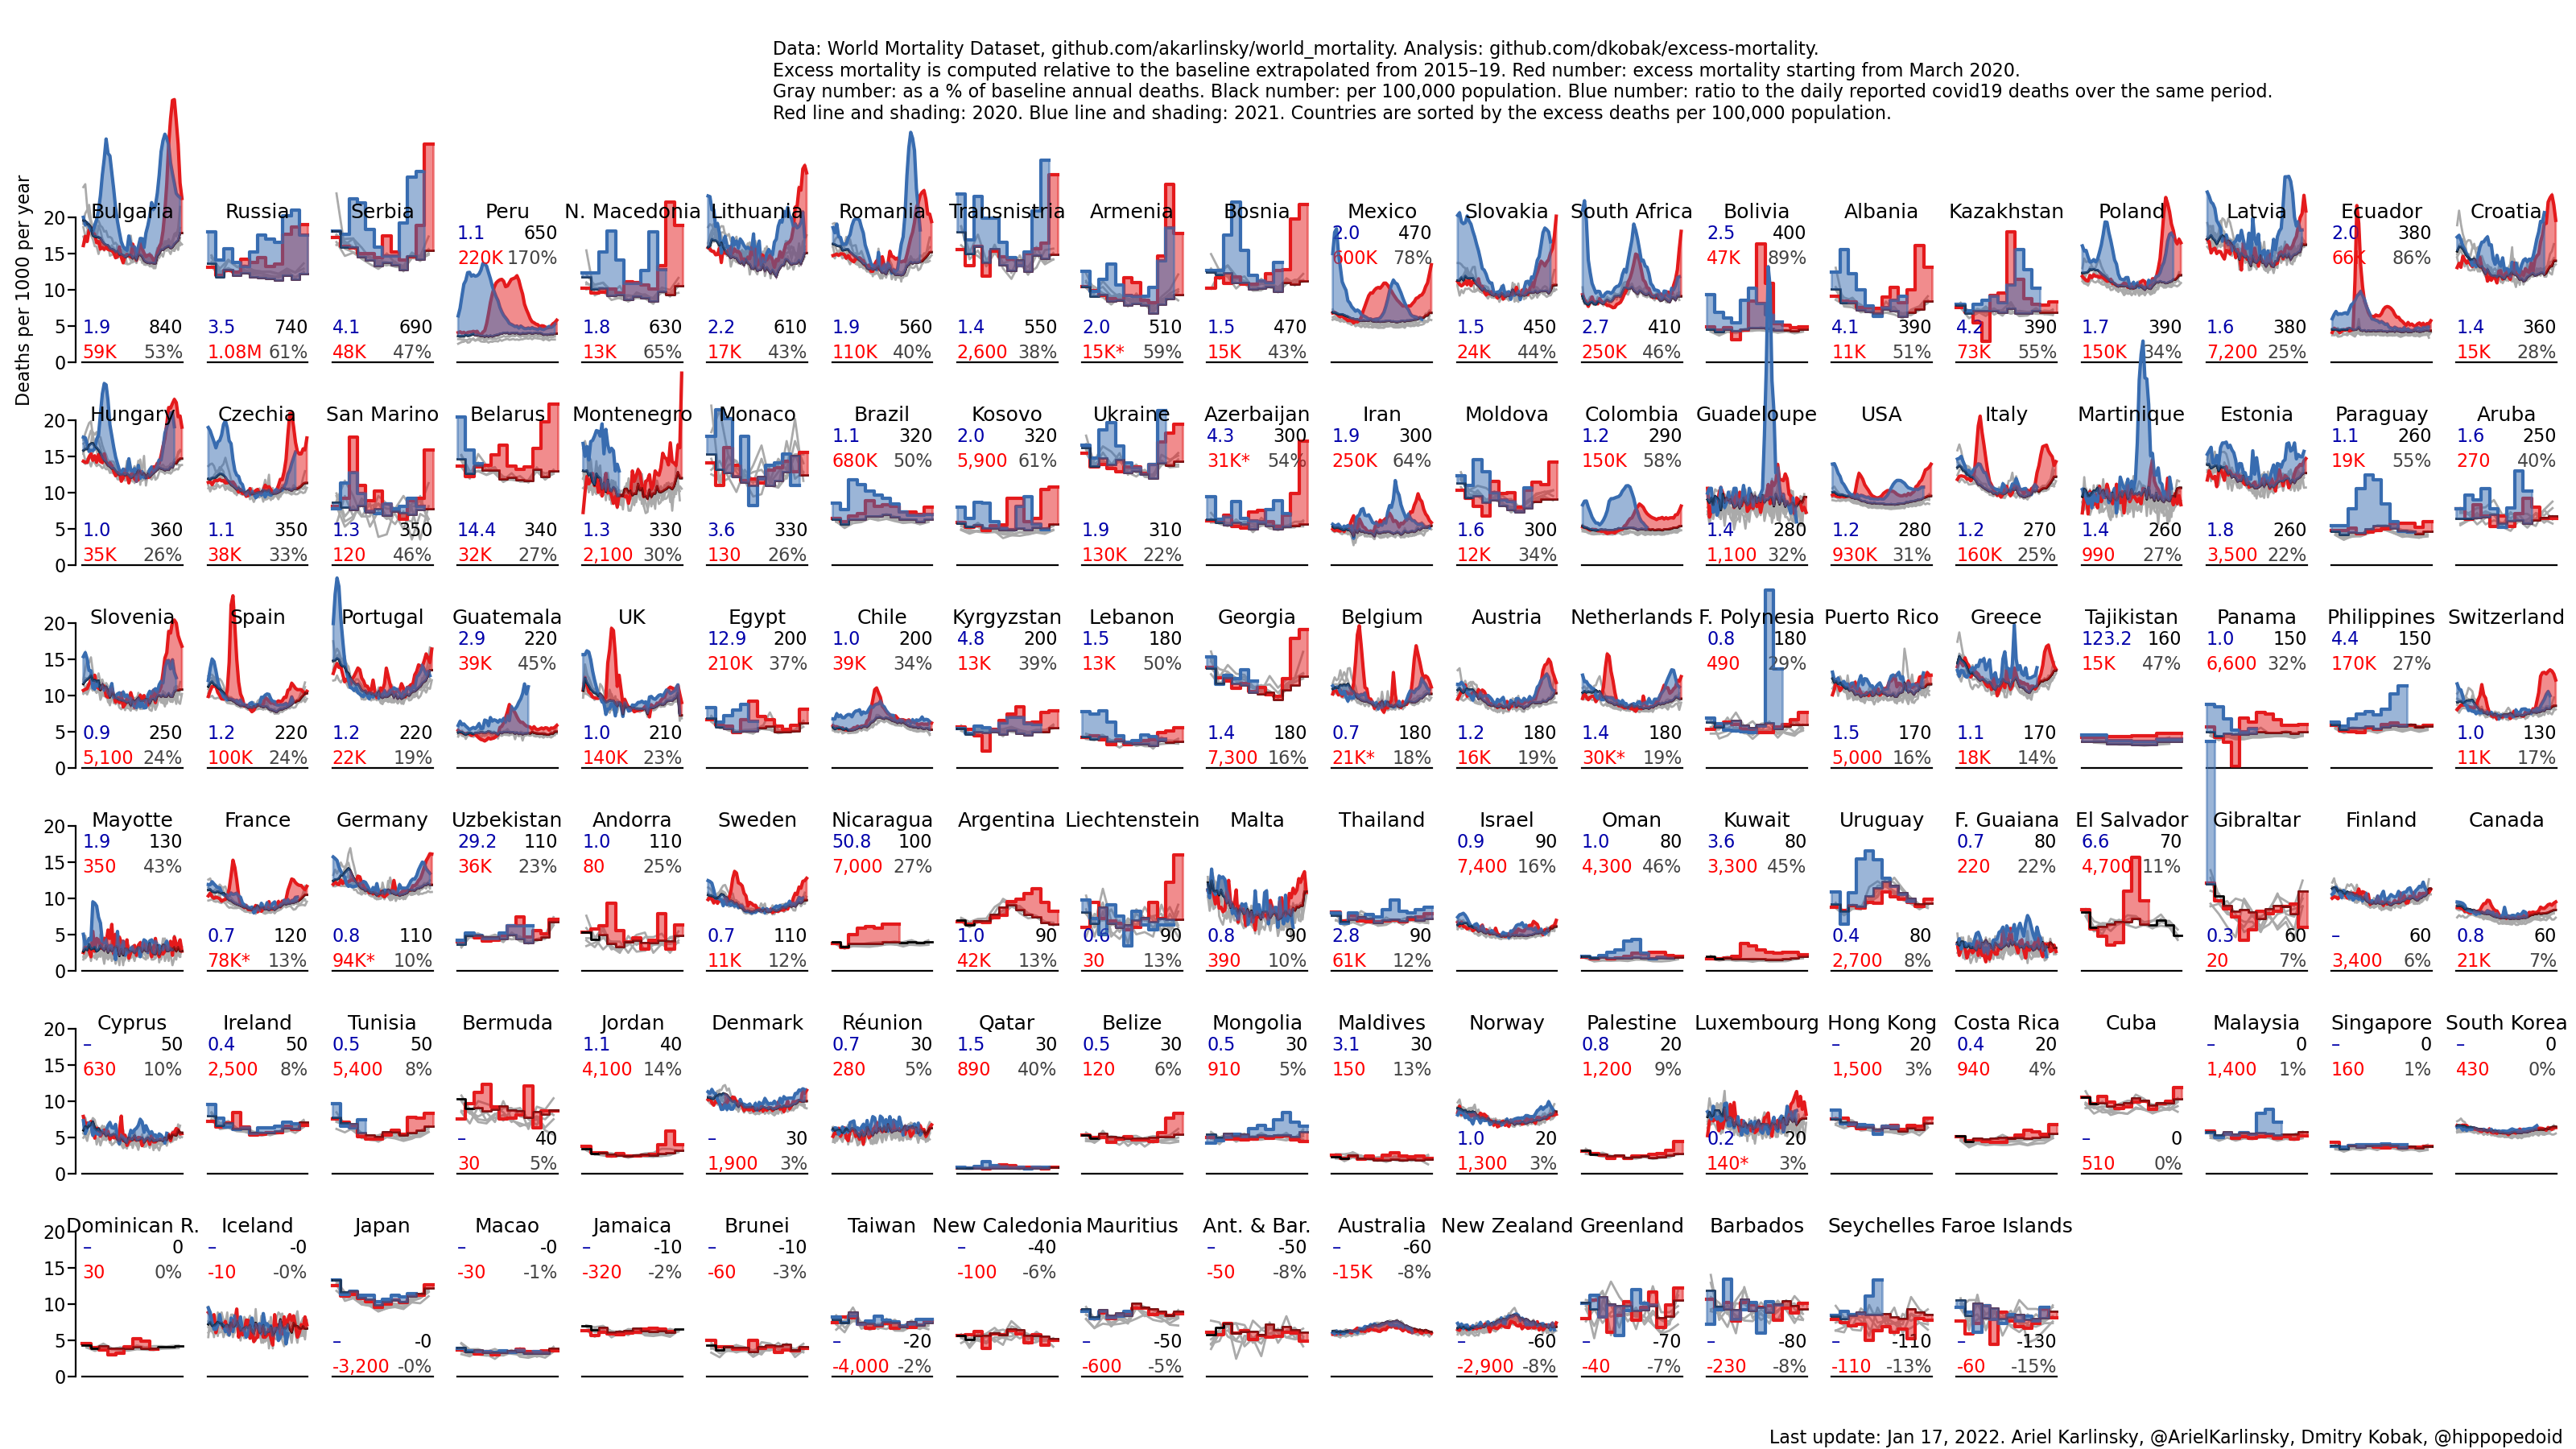 Data: World Mortality Dataset, github.com/akarlinsky/world_mortality. Analysis: github.com/dkobak/excess-mortality.
Excess mortality is computed relative to the baseline extrapolated from 2015–19. Red number: excess mortality starting from March 2020.
Gray number: as a % of baseline annual deaths. Black number: per 100,000 population. Blue number: ratio to the daily reported covid19 deaths over the same period.
Red line and shading: 2020. Blue line and shading: 2021. Countries are sorted by the excess deaths per 100,000 population.
Deaths per 1000 per year
20 15 10 5 0
Bulgaria
1.9 840
59K 53%
Russia
3.5 740
1.08M 61%
Serbia
4.1 690
48K 47%
Peru
1.1 650
220K 170%
N. Macedonia
1.8 630
13K 65%
Lithuania
2.2 610
17K 43%
Romania
1.9 560
110K 40%
Transnistria
1.4 550
2,600 38%
Armenia
2.0 510
15K* 59%
Bosnia
1.5 470
15K 43%
Mexico
2.0 470
600K 78%
Slovakia
1.5 450
24K 44%
South Africa
2.7 410
250K 46%
Bolivia
2.5 400
47K 89%
Albania
4.1 390
11K 51%
Kazakhstan
4.2 390
73K 55%
Poland
1.7 390
150K 34%
Latvia
1.6 380
7,200 25%
Ecuador
2.0 380
66K 86%
Croatia
1.4 360
15K 28%
20 15 10 5 0
Hungary
1.0 360
35K 26%
Czechia
1.1 350
38K 33%
San Marino
1.3 350
120 46%
Belarus
14.4 340
32K 27%
Montenegro
1.3 330
2,100 30%
Monaco
3.6 330
130 26%
Brazil
1.1 320
680K 50%
Kosovo
2.0 320
5,900 61%
Ukraine
1.9 310
130K 22%
Azerbaijan
4.3 300
31K* 54%
Iran
1.9 300
250K 64%
Moldova
1.6 300
12K 34%
Colombia
1.2 290
150K 58%
Guadeloupe
1.4 280
1,100 32%
USA
1.2 280
930K 31%
Italy
1.2 270
160K 25%
Martinique
1.4 260
990 27%
Estonia
1.8 260
3,500 22%
Paraguay
1.1 260
19K 55%
Aruba
1.6 250
270 40%
20 15 10 5 0
Slovenia
0.9 250
5,100 24%
Spain
1.2 220
100K 24%
Portugal
1.2 220
22K 19%
Guatemala
2.9 220
39K 45%
UK
1.0 210
140K 23%
Egypt
12.9 200
210K 37%
Chile
1.0 200
39K 34%
Kyrgyzstan
4.8 200
13K 39%
Lebanon
1.5 180
13K 50%
Georgia
1.4 180
7,300 16%
Belgium
0.7 180
21K* 18%
Austria
1.2 180
16K 19%
Netherlands
1.4 180
30K* 19%
F. Polynesia
0.8 180
490 29%
Puerto Rico
1.5 170
5,000 16%
Greece
1.1 170
18K 14%
Tajikistan
123.2 160
15K 47%
Panama
1.0 150
6,600 32%
Philippines
4.4 150
170K 27%
Switzerland
1.0 130
11K 17%
20 15 10 5 0
Mayotte
1.9 130
350 43%
France
0.7 120
78K* 13%
Germany
0.8 110
94K* 10%
Uzbekistan
29.2 110
36K 23%
Andorra
1.0 110
80 25%
Sweden
0.7 110
11K 12%
Nicaragua
50.8 100
7,000 27%
Argentina
1.0 90
42K 13%
Liechtenstein
0.6 90
30 13%
Malta
0.8 90
390 10%
Thailand
2.8 90
61K 12%
Israel
0.9 90
7,400 16%
Oman
1.0 80
4,300 46%
Kuwait
3.6 80
3,300 45%
Uruguay
0.4 80
2,700 8%
F. Guaiana
0.7 80
220 22%
El Salvador
6.6 70
4,700 11%
Gibraltar
0.3 60
20 7%
Finland
– 60
3,400 6%
Canada
0.8 60
21K 7%
20 15 10 5 0
Cyprus
– 50
630 10%
Ireland
0.4 50
2,500 8%
Tunisia
0.5 50
5,400 8%
Bermuda
– 40
30 5%
Jordan
1.1 40
4,100 14%
Denmark
– 30
1,900 3%
Réunion
0.7 30
280 5%
Qatar
1.5 30
890 40%
Belize
0.5 30
120 6%
Mongolia
0.5 30
910 5%
Maldives
3.1 30
150 13%
Norway
1.0 20
1,300 3%
Palestine
0.8 20
1,200 9%
Luxembourg
0.2 20
140* 3%
Hong Kong
– 20
1,500 3%
Costa Rica
0.4 20
940 4%
Cuba
– 0
510 0%
Malaysia
– 0
1,400 1%
Singapore
– 0
160 1%
South Korea
– 0
430 0%
20 15 10 5 0
Dominican R.
– 0
30 0%
Iceland
– -0
-10 -0%
Japan
– -0
-3,200 -0%
Macao
– -0
-30 -1%
Jamaica
– -10
-320 -2%
Brunei
– -10
-60 -3%
Taiwan
– -20
-4,000 -2%
New Caledonia
– -40
-100 -6%
Mauritius
– -50
-600 -5%
Ant. & Bar.
– -50
-50 -8%
Australia
– -60
-15K -8%
New Zealand
– -60
-2,900 -8%
Greenland
– -70
-40 -7%
Barbados
– -80
-230 -8%
Seychelles
– -110
-110 -13%
Faroe Islands
– -130
-60 -15%
Last update: Jan 17, 2022. Ariel Karlinsky, @ArielKarlinsky, Dmitry Kobak, @hippopedoid